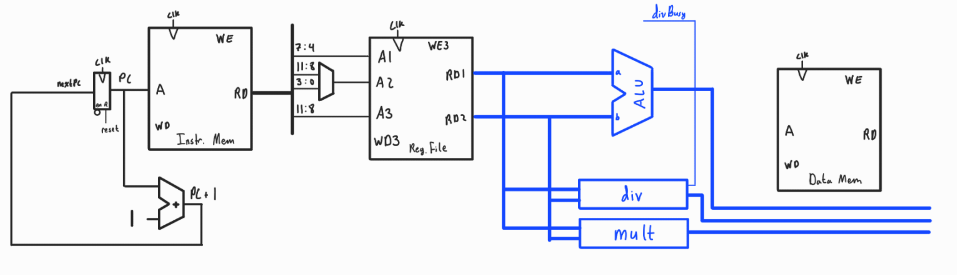 divBusy
clk
WE
A
RD
WD
Instr. Mem
nextPc
clk
PC
en R
reset
PC+1
+
1
7:4
11:8
3:0
11:8
clk
WE3
A1
A2
A3
WD3
RD1
RD2
Reg. File
a
b
ALU
div
mult
clk
WE
A
RD
WD
Data Mem